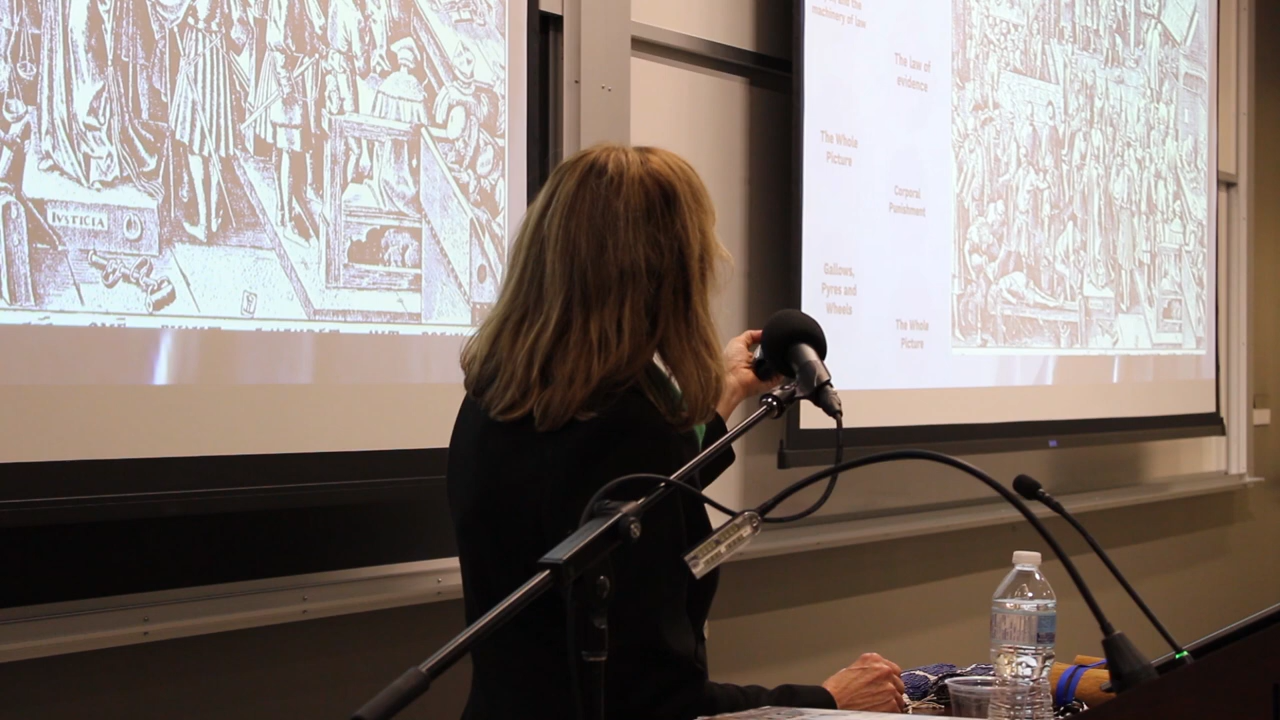 IVSTICIA
machinery of law
The law of
evidence
The Whole
Picture
Corporal
Punishment
Gallows,
Pyres and
Wheels
The Whole
Picture